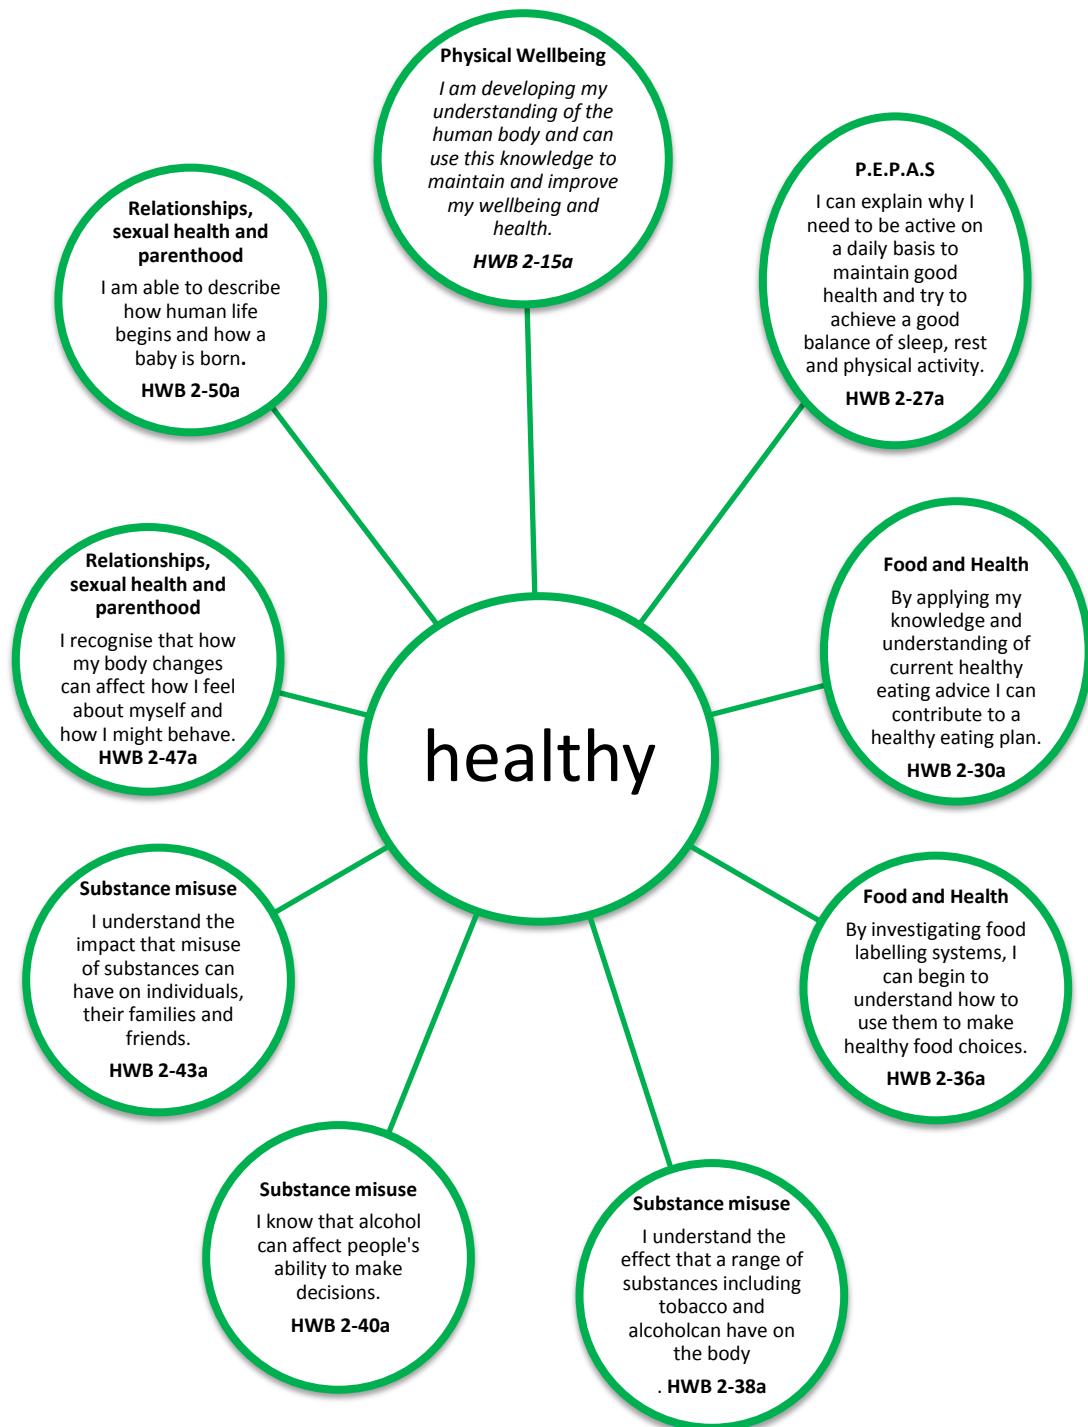 Physical Wellbeing
I am developing my
understanding of the
human body and can
use this knowledge to
maintain and improve
my wellbeing and
health.
HWB 2-15a
P.E.P.A.S
I can explain why I
need to be active on
a daily basis to
maintain good
health and try to
achieve a good
balance of sleep, rest
and physical activity.
HWB 2-27a
Food and Health
By applying my
knowledge and
understanding of
current healthy
eating advice I can
contribute to a
healthy eating plan.
HWB 2-30a
Food and Health
By investigating food
labelling systems, I
can begin to
understand how to
use them to make
healthy food choices.
HWB 2-36a
Substance misuse
I understand the
effect that a range of
substances including
tobacco and
alcoholcan have on
the body
. HWB 2-38a
Substance misuse
I know that alcohol
can affect people's
ability to make
decisions.
HWB 2-40a
Substance misuse
I understand the
impact that misuse
of substances can
have on individuals,
their families and
friends.
HWB 2-43a
Relationships,
sexual health and
parenthood
I recognise that how
my body changes
can affect how I feel
about myself and
how I might behave.
HWB 2-47a
Relationships,
sexual health and
parenthood
I am able to describe
how human life
begins and how a
baby is born.
HWB 2-50a
healthy